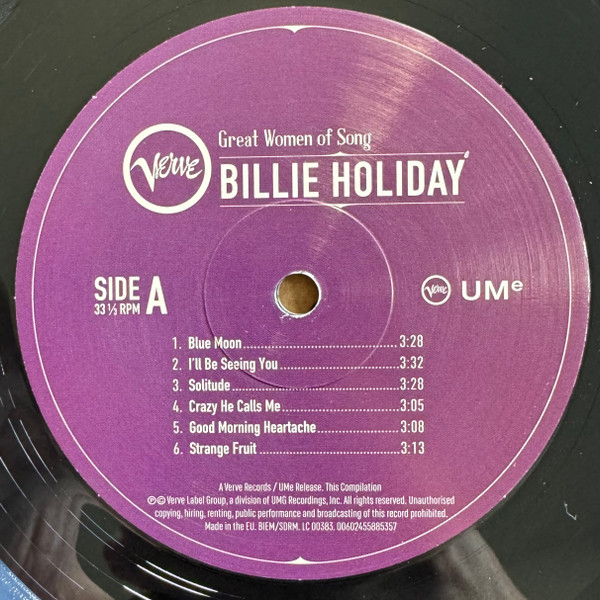 Great Women of Song
Verve
BILLIE HOLIDAY
SIDE A
33 ⅓ RPM
Verve UMe
1. Blue Moon 3:28
2. I'll Be Seeing You 3:32
3. Solitude 3:28
4. Crazy He Calls Me 3:05
5. Good Morning Heartache 3:08
6. Strange Fruit 3:13
A Verve Records / UMe Release. This Compilation
℗© Verve Label Group, a division of UMG Recordings, Inc. All rights reserved. Unauthorised
copying, hiring, renting, public performance and broadcasting of this record prohibited.
Made in the EU. BIEM/SDRM. LC 00383. 00602455885357